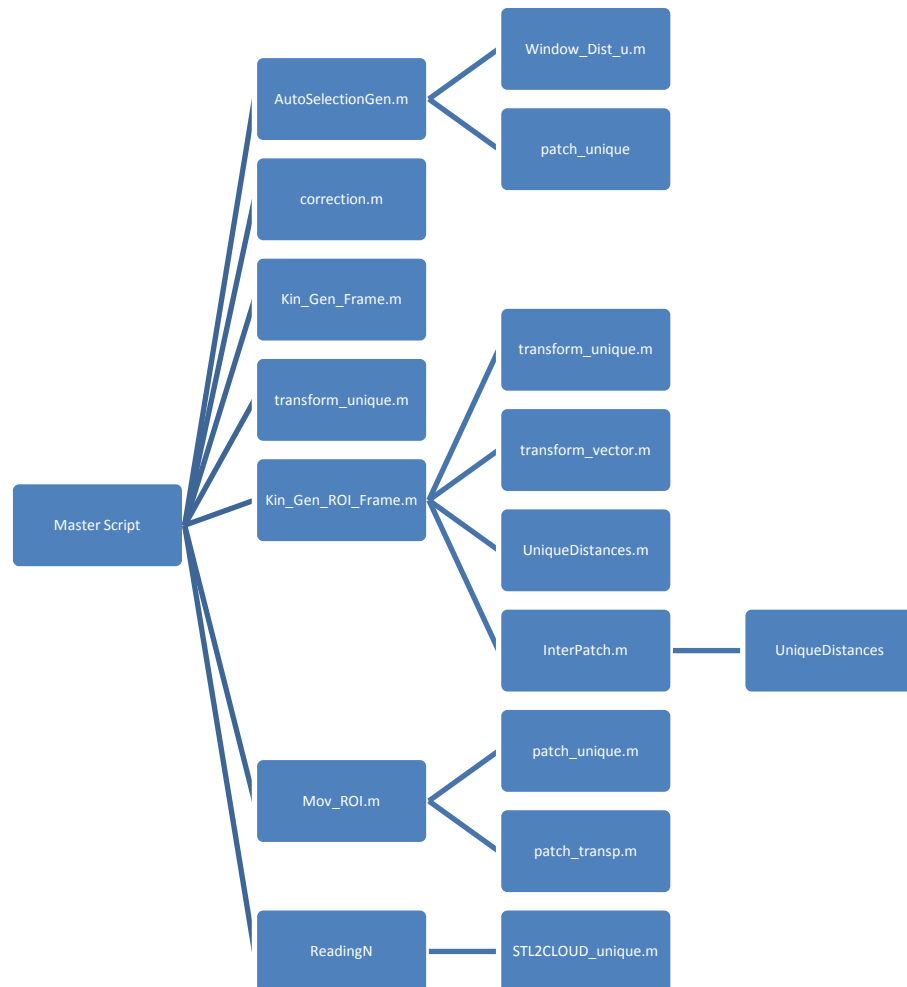 Master Script
AutoSelectionGen.m
Window_Dist_u.m
patch_unique
correction.m
Kin_Gen_Frame.m
transform_unique.m
Kin_Gen_ROI_Frame.m
transform_unique.m
transform_vector.m
UniqueDistances.m
InterPatch.m
UniqueDistances
Mov_ROI.m
patch_unique.m
patch_transp.m
ReadingN
STL2CLOUD_unique.m